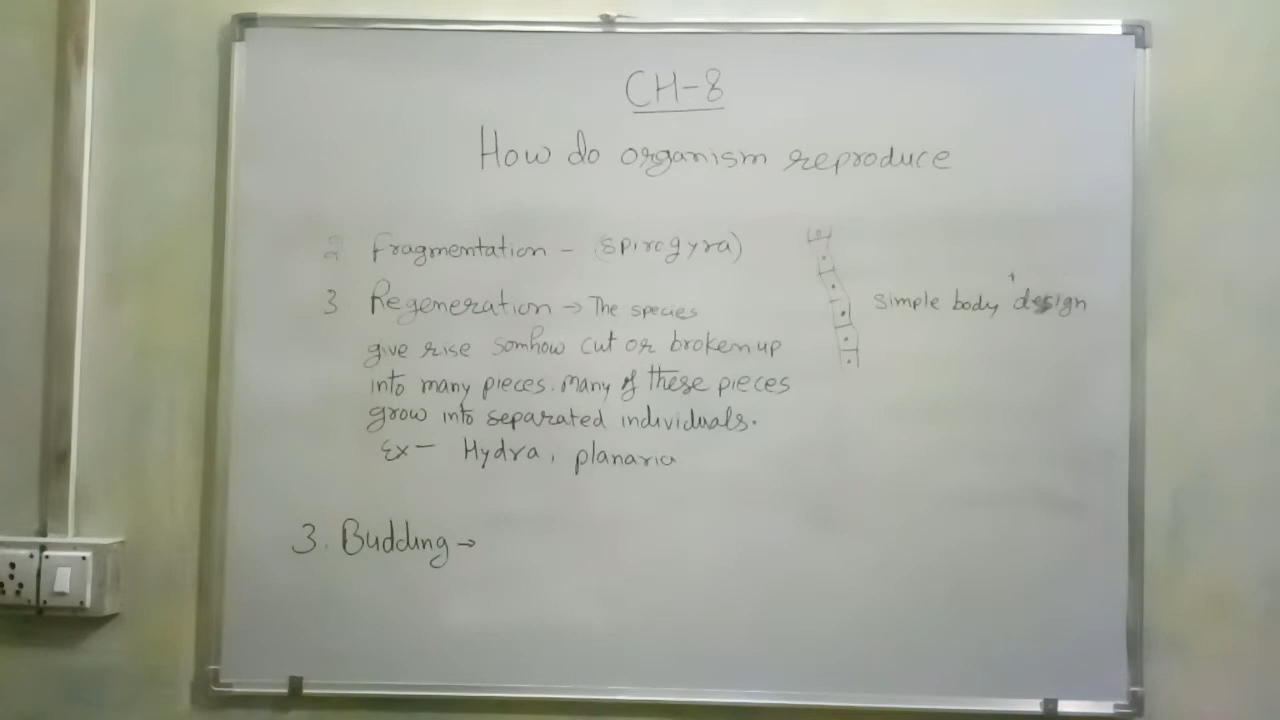 CH-8
How do organism reproduce
2 Fragmentation - (spirogyra)
3 Regeneration → The species
give rise somhow cut or broken up
into many pieces. many of these pieces
grow into separated individuals.
Ex - Hydra, planaria
simple body design
3. Budding →